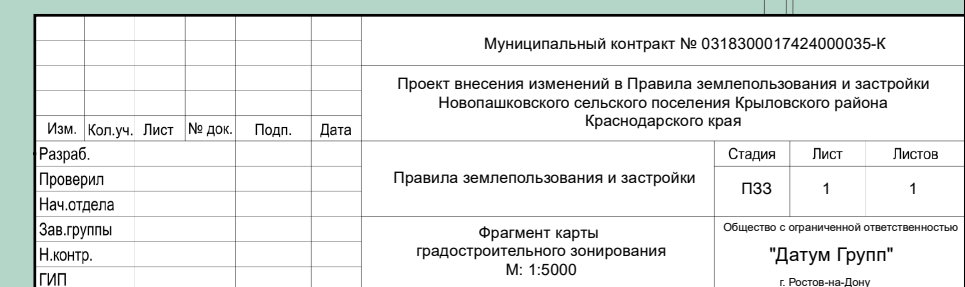 Муниципальный контракт № 0318300017424000035-К
Проект внесения изменений в Правила землепользования и застройки
Новопашковского сельского поселения Крыловского района
Краснодарского края
Изм. Кол.уч. Лист № док. Подп. Дата
Разраб.
Проверил
Нач.отдела
Зав.группы
Н.контр.
ГИП
Правила землепользования и застройки
Стадия Лист Листов
ПЗЗ 1 1
Фрагмент карты
градостроительного зонирования
М: 1:5000
Общество с ограниченной ответственностью
"Датум Групп"
г. Ростов-на-Дону